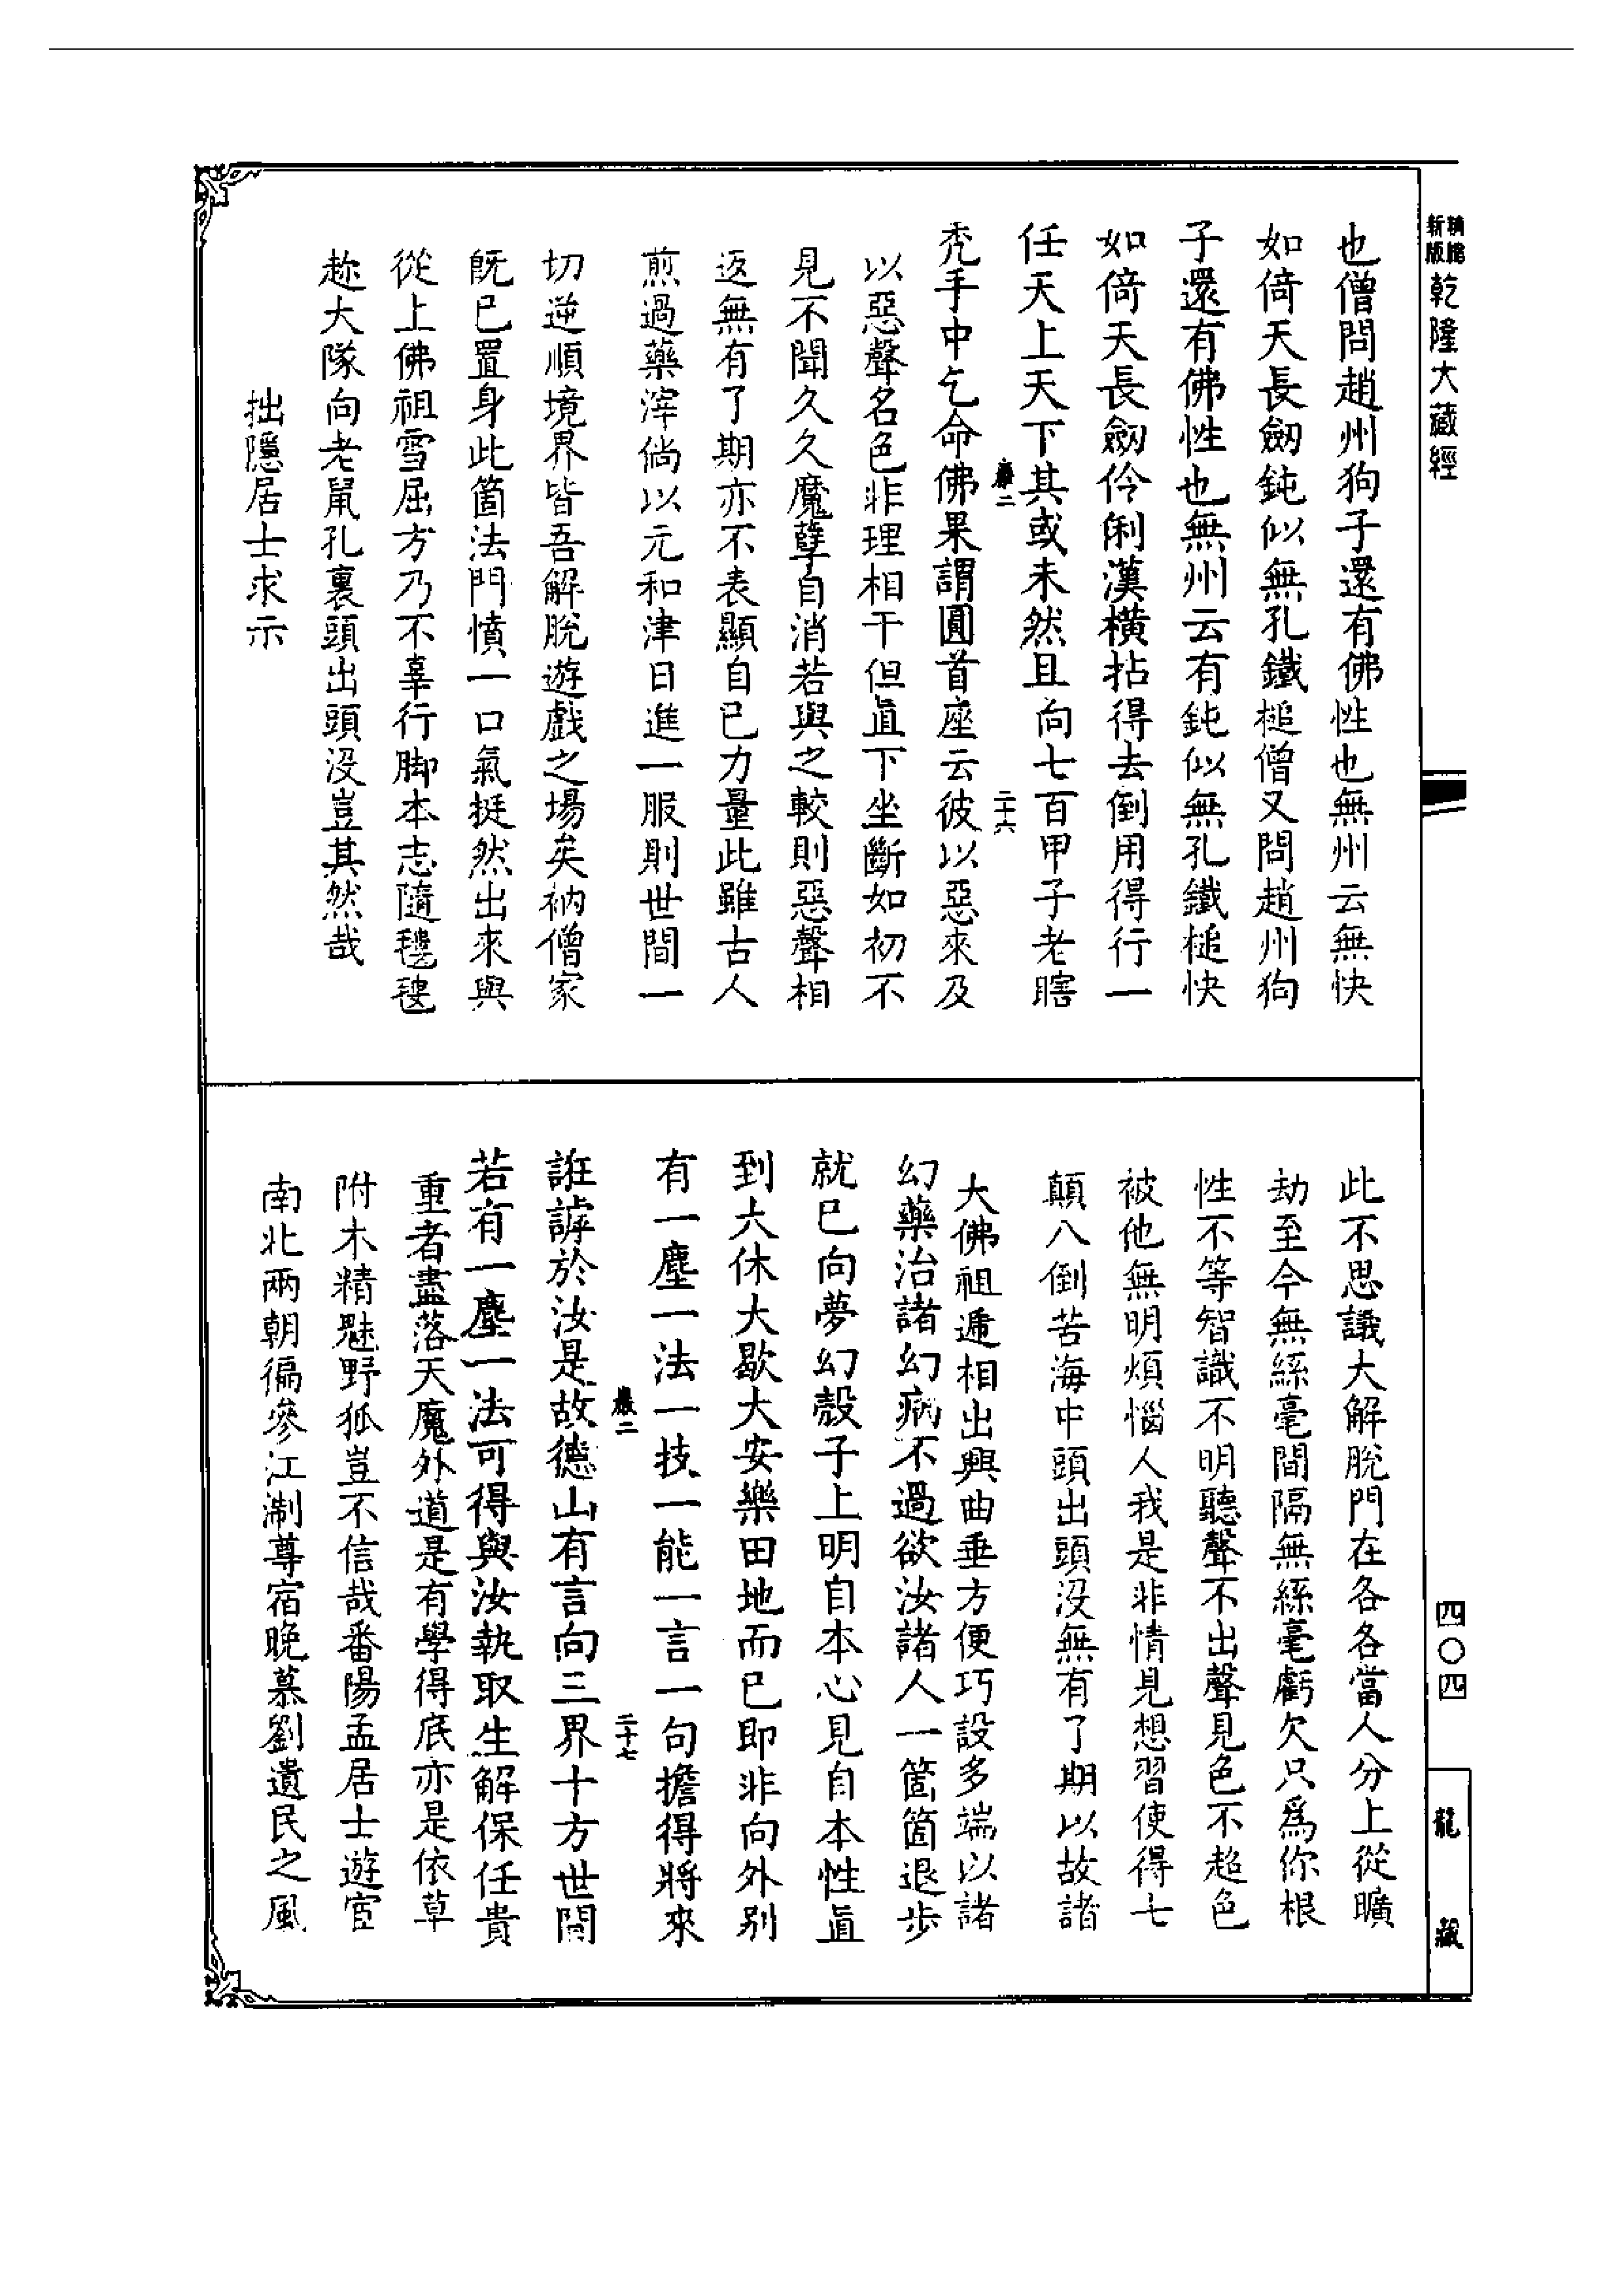 新版
乾隆大藏經
也僧問趙州狗子還有佛性也無州云無快
如倚天長劒鈍似無孔鐵槌僧又問趙州狗
子還有佛性也無州云有鈍似無孔鐵槌快
如倚天長劒伶俐漢橫拈得去倒用得行一
任天上天下其或未然且向七百甲子老瞎
二十六
禿手中乞命佛果謂圓首座云彼以惡來及
以惡聲名色非理相干但直下坐斷如初不
見不聞久久魔孽自消若與之較則惡聲相
返無有了期亦不表顯自己力量此雖古人
煎過藥滓倘以元和津日進一服則世間一
切逆順境界皆吾解脫遊戲之場矣衲僧家
旣已置身此箇法門憤一口氣挺然出來與
從上佛祖雪屈方乃不辜行脚本志隨毶毶
趂大隊向老鼠孔裏頭出頭沒豈其然哉
拙隱居士求示
此不思議大解脫門在各各當人分上從曠
劫至今無絲毫間隔無絲毫虧欠只爲你根
性不等智識不明聽聲不出聲見色不超色
被他無明煩惱人我是非情見想習使得七
顛八倒苦海中頭出頭沒無有了期以故諸
大佛祖遞相出興曲垂方便巧設多端以諸
幻藥治諸幻病不過欲汝諸人一箇箇退步
就已向夢幻殼子上明自本心見自本性直
到大休大歇大安樂田地而已即非向外別
有一塵一法一技一能一言一句擔得將來
二十七
誑謼於汝是故德山有言向三界十方世間
若有一塵一法可得與汝執取生解保任貴
重者盡落天魔外道是有學得底亦是依草
附木精魅野狐豈不信哉番陽孟居士遊宦
南北兩朝徧參江淛尊宿晚慕劉遺民之風
四〇四
龍藏